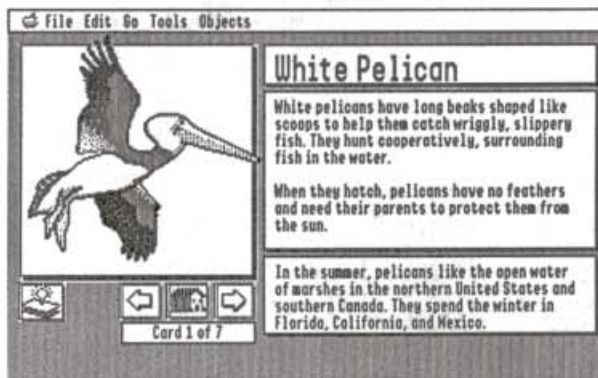 File Edit Go Tools Objects
White Pelican
White pelicans have long beaks shaped like
scoops to help them catch wriggly, slippery
fish. They hunt cooperatively, surrounding
fish in the water.
When they hatch, pelicans have no feathers
and need their parents to protect them from
the sun.
In the summer, pelicans like the open water
of marshes in the northern United States and
southern Canada. They spend the winter in
Florida, California, and Mexico.
Card 1 of 7